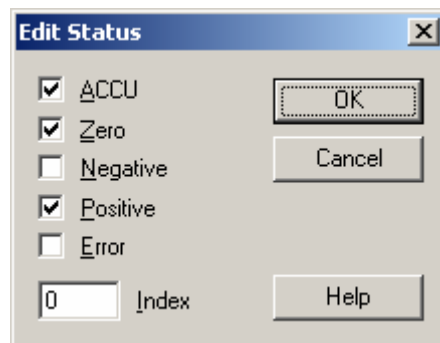 Edit Status
ACCU
OK
Zero
Cancel
Negative
Positive
Error
0 Index
Help